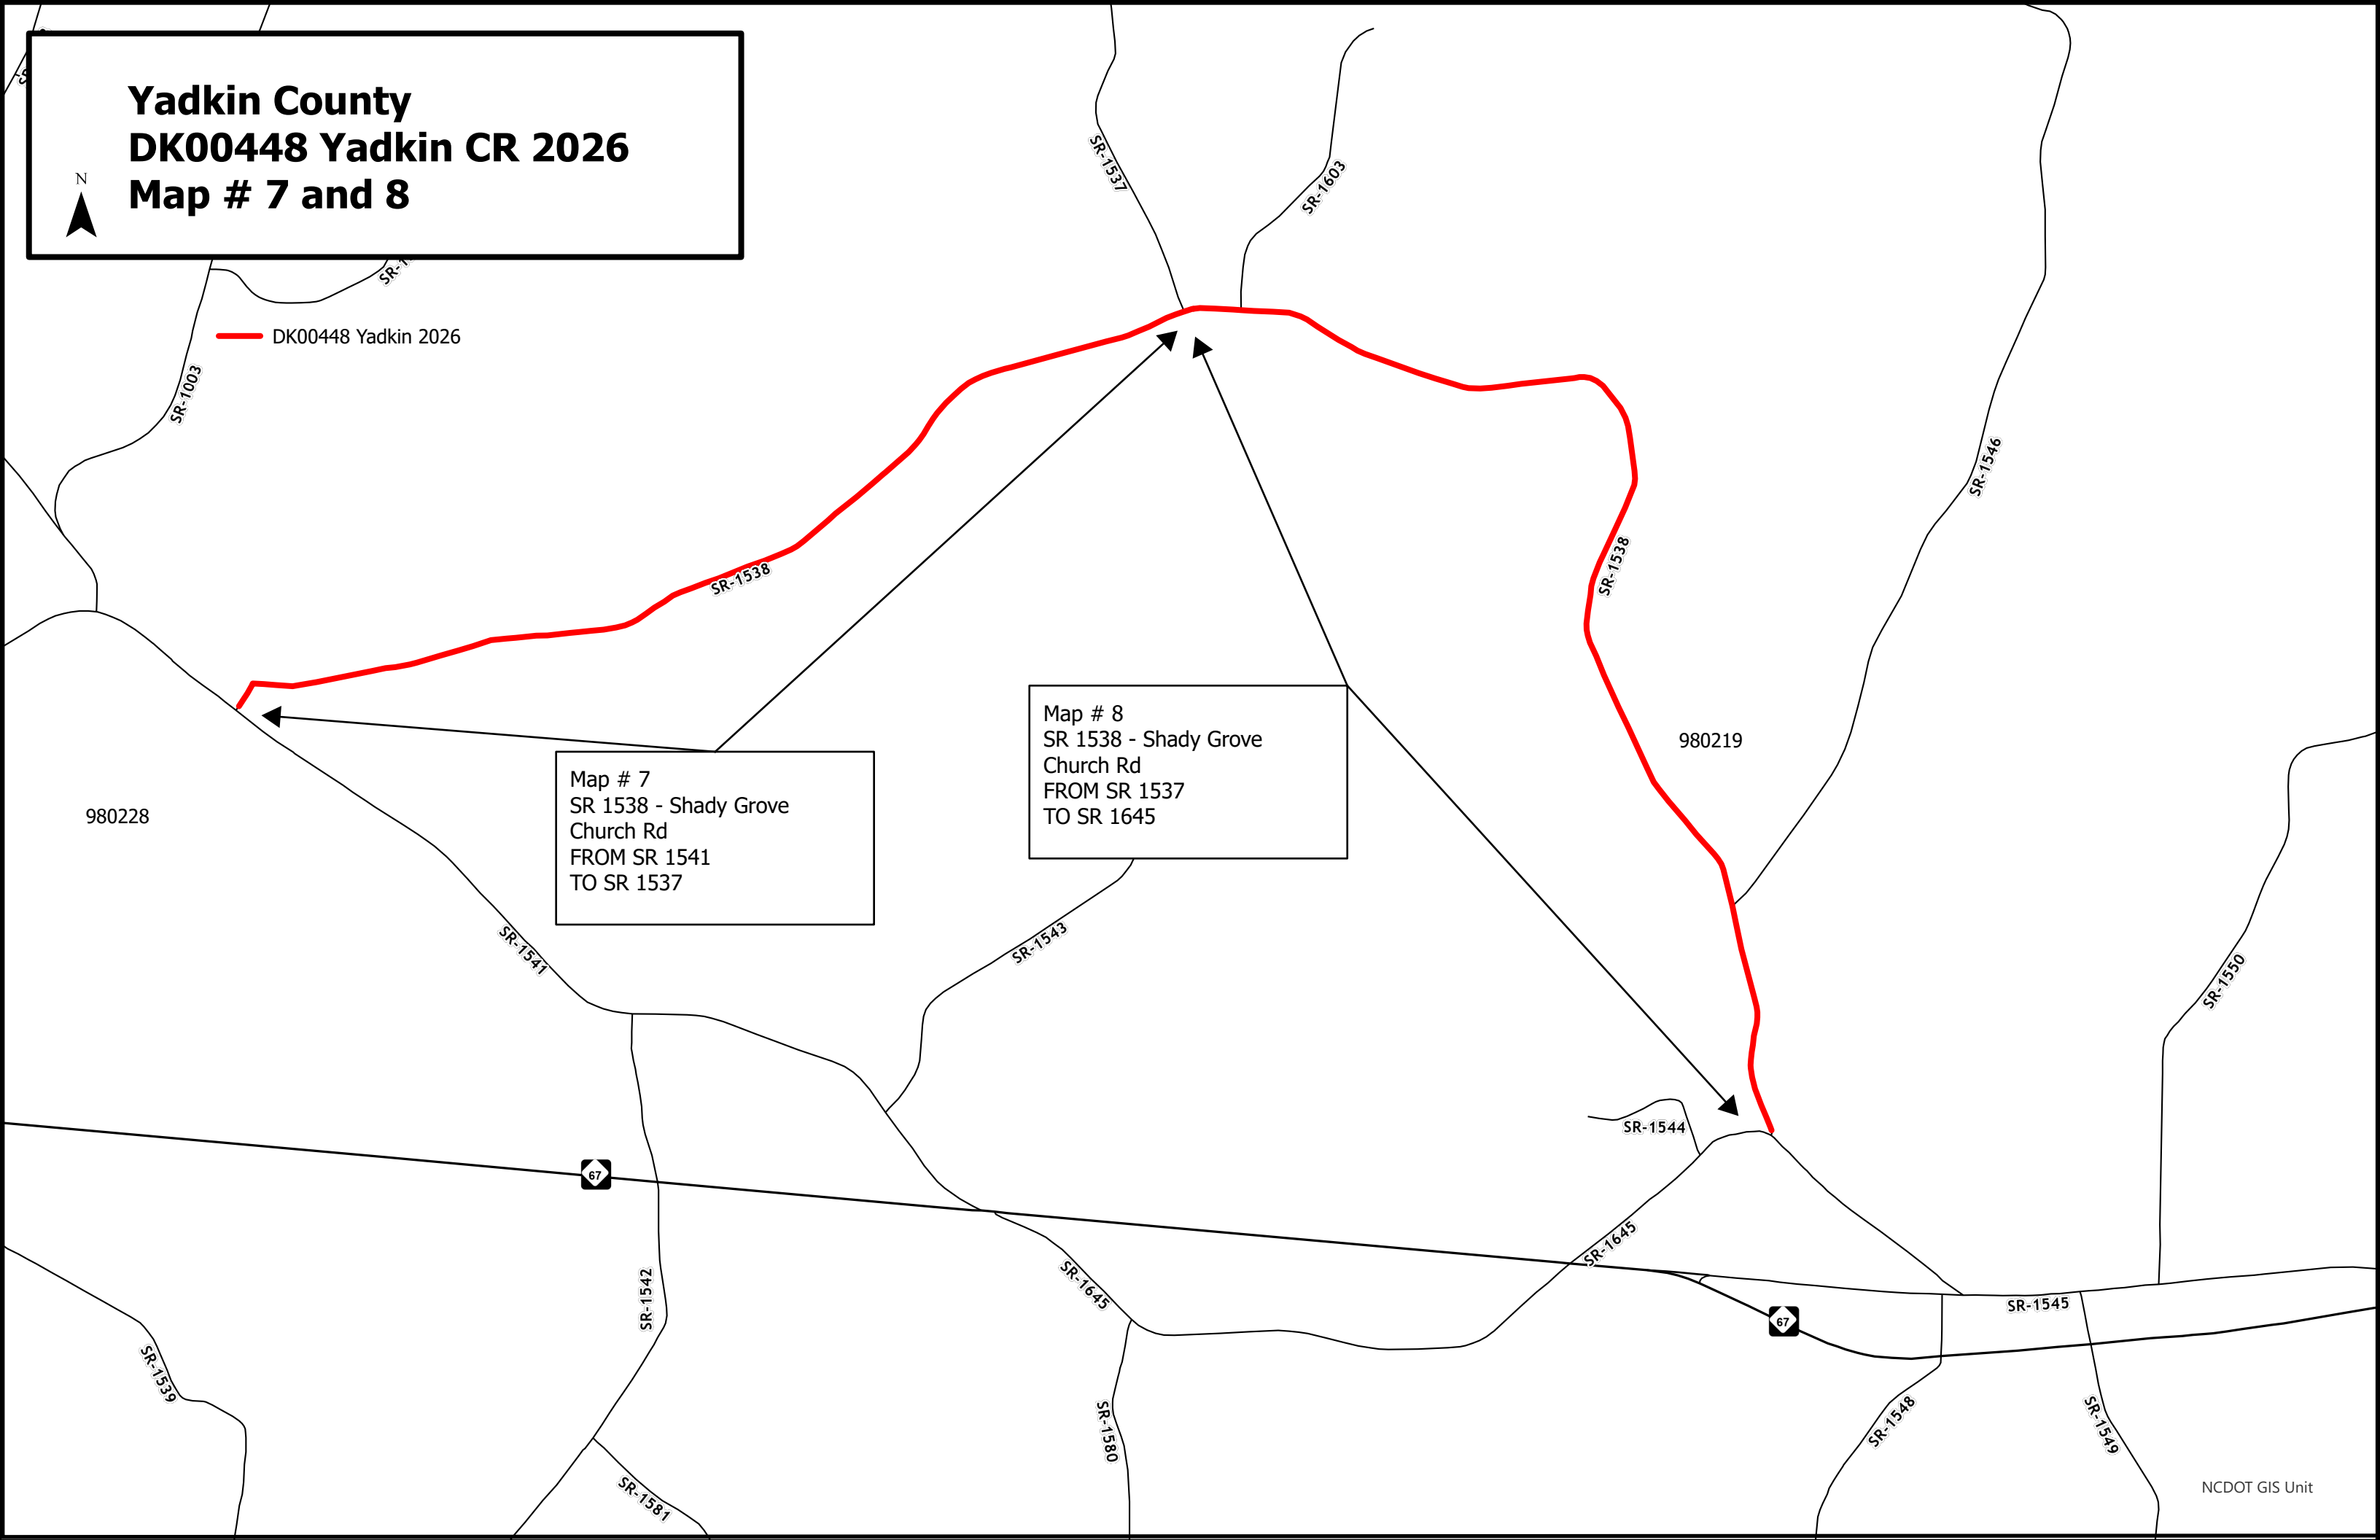 Yadkin County
DK00448 Yadkin CR 2026
Map # 7 and 8
N
DK00448 Yadkin 2026
SR-1537
SR-1603
SR-1003
SR-1546
SR-1538
SR-1538
Map # 8
SR 1538 - Shady Grove
Church Rd
FROM SR 1537
TO SR 1645
980219
Map # 7
SR 1538 - Shady Grove
Church Rd
FROM SR 1541
TO SR 1537
980228
SR-1541
SR-1543
SR-1550
SR-1544
67
SR-1645
SR-1645
SR-1542
SR-1545
67
SR-1539
SR-1580
SR-1548
SR-1549
SR-1581
NCDOT GIS Unit